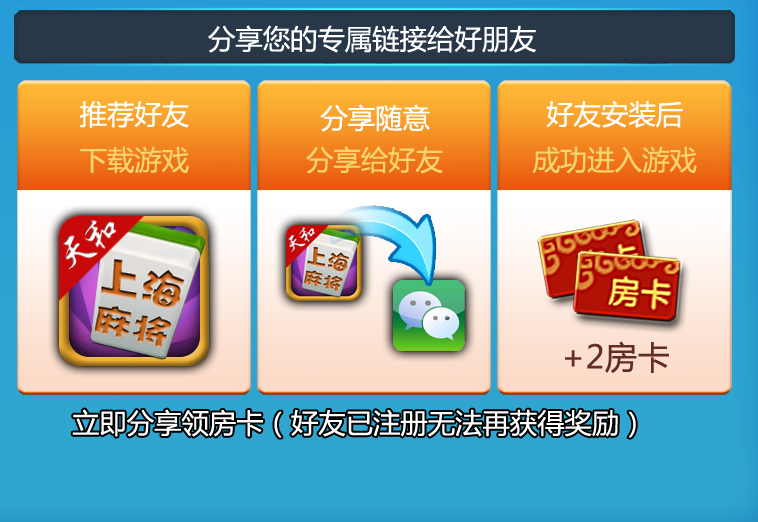 分享您的专属链接给好朋友
推荐好友
下载游戏
天和
上海
麻将
分享随意
分享给好友
天和
上海
麻将
好友安装后
成功进入游戏
卡
房卡
+2房卡
立即分享领房卡（好友已注册无法再获得奖励）